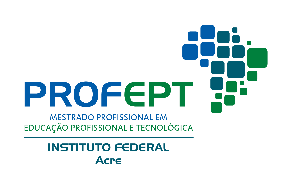 PROFEPT
MESTRADO PROFISSIONAL EM
EDUCAÇÃO PROFISSIONAL E TECNOLÓGICA
INSTITUTO FEDERAL
Acre